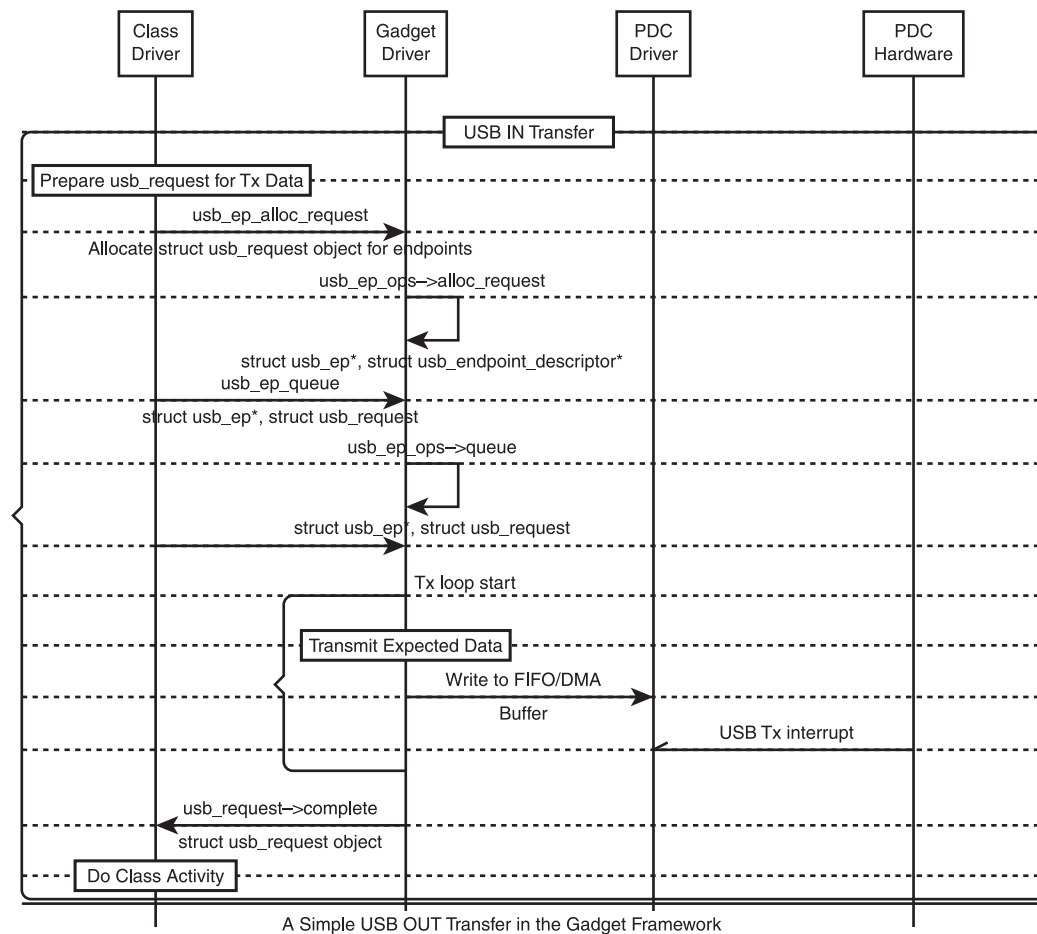 Class
Driver
Gadget
Driver
PDC
Driver
PDC
Hardware
USB IN Transfer
Prepare usb_request for Tx Data
usb_ep_alloc_request
Allocate struct usb_request object for endpoints
usb_ep_ops–>alloc_request
struct usb_ep*, struct usb_endpoint_descriptor*
usb_ep_queue
struct usb_ep*, struct usb_request
usb_ep_ops–>queue
struct usb_ep*, struct usb_request
Tx loop start
Transmit Expected Data
Write to FIFO/DMA
Buffer
USB Tx interrupt
usb_request–>complete
struct usb_request object
Do Class Activity
A Simple USB OUT Transfer in the Gadget Framework